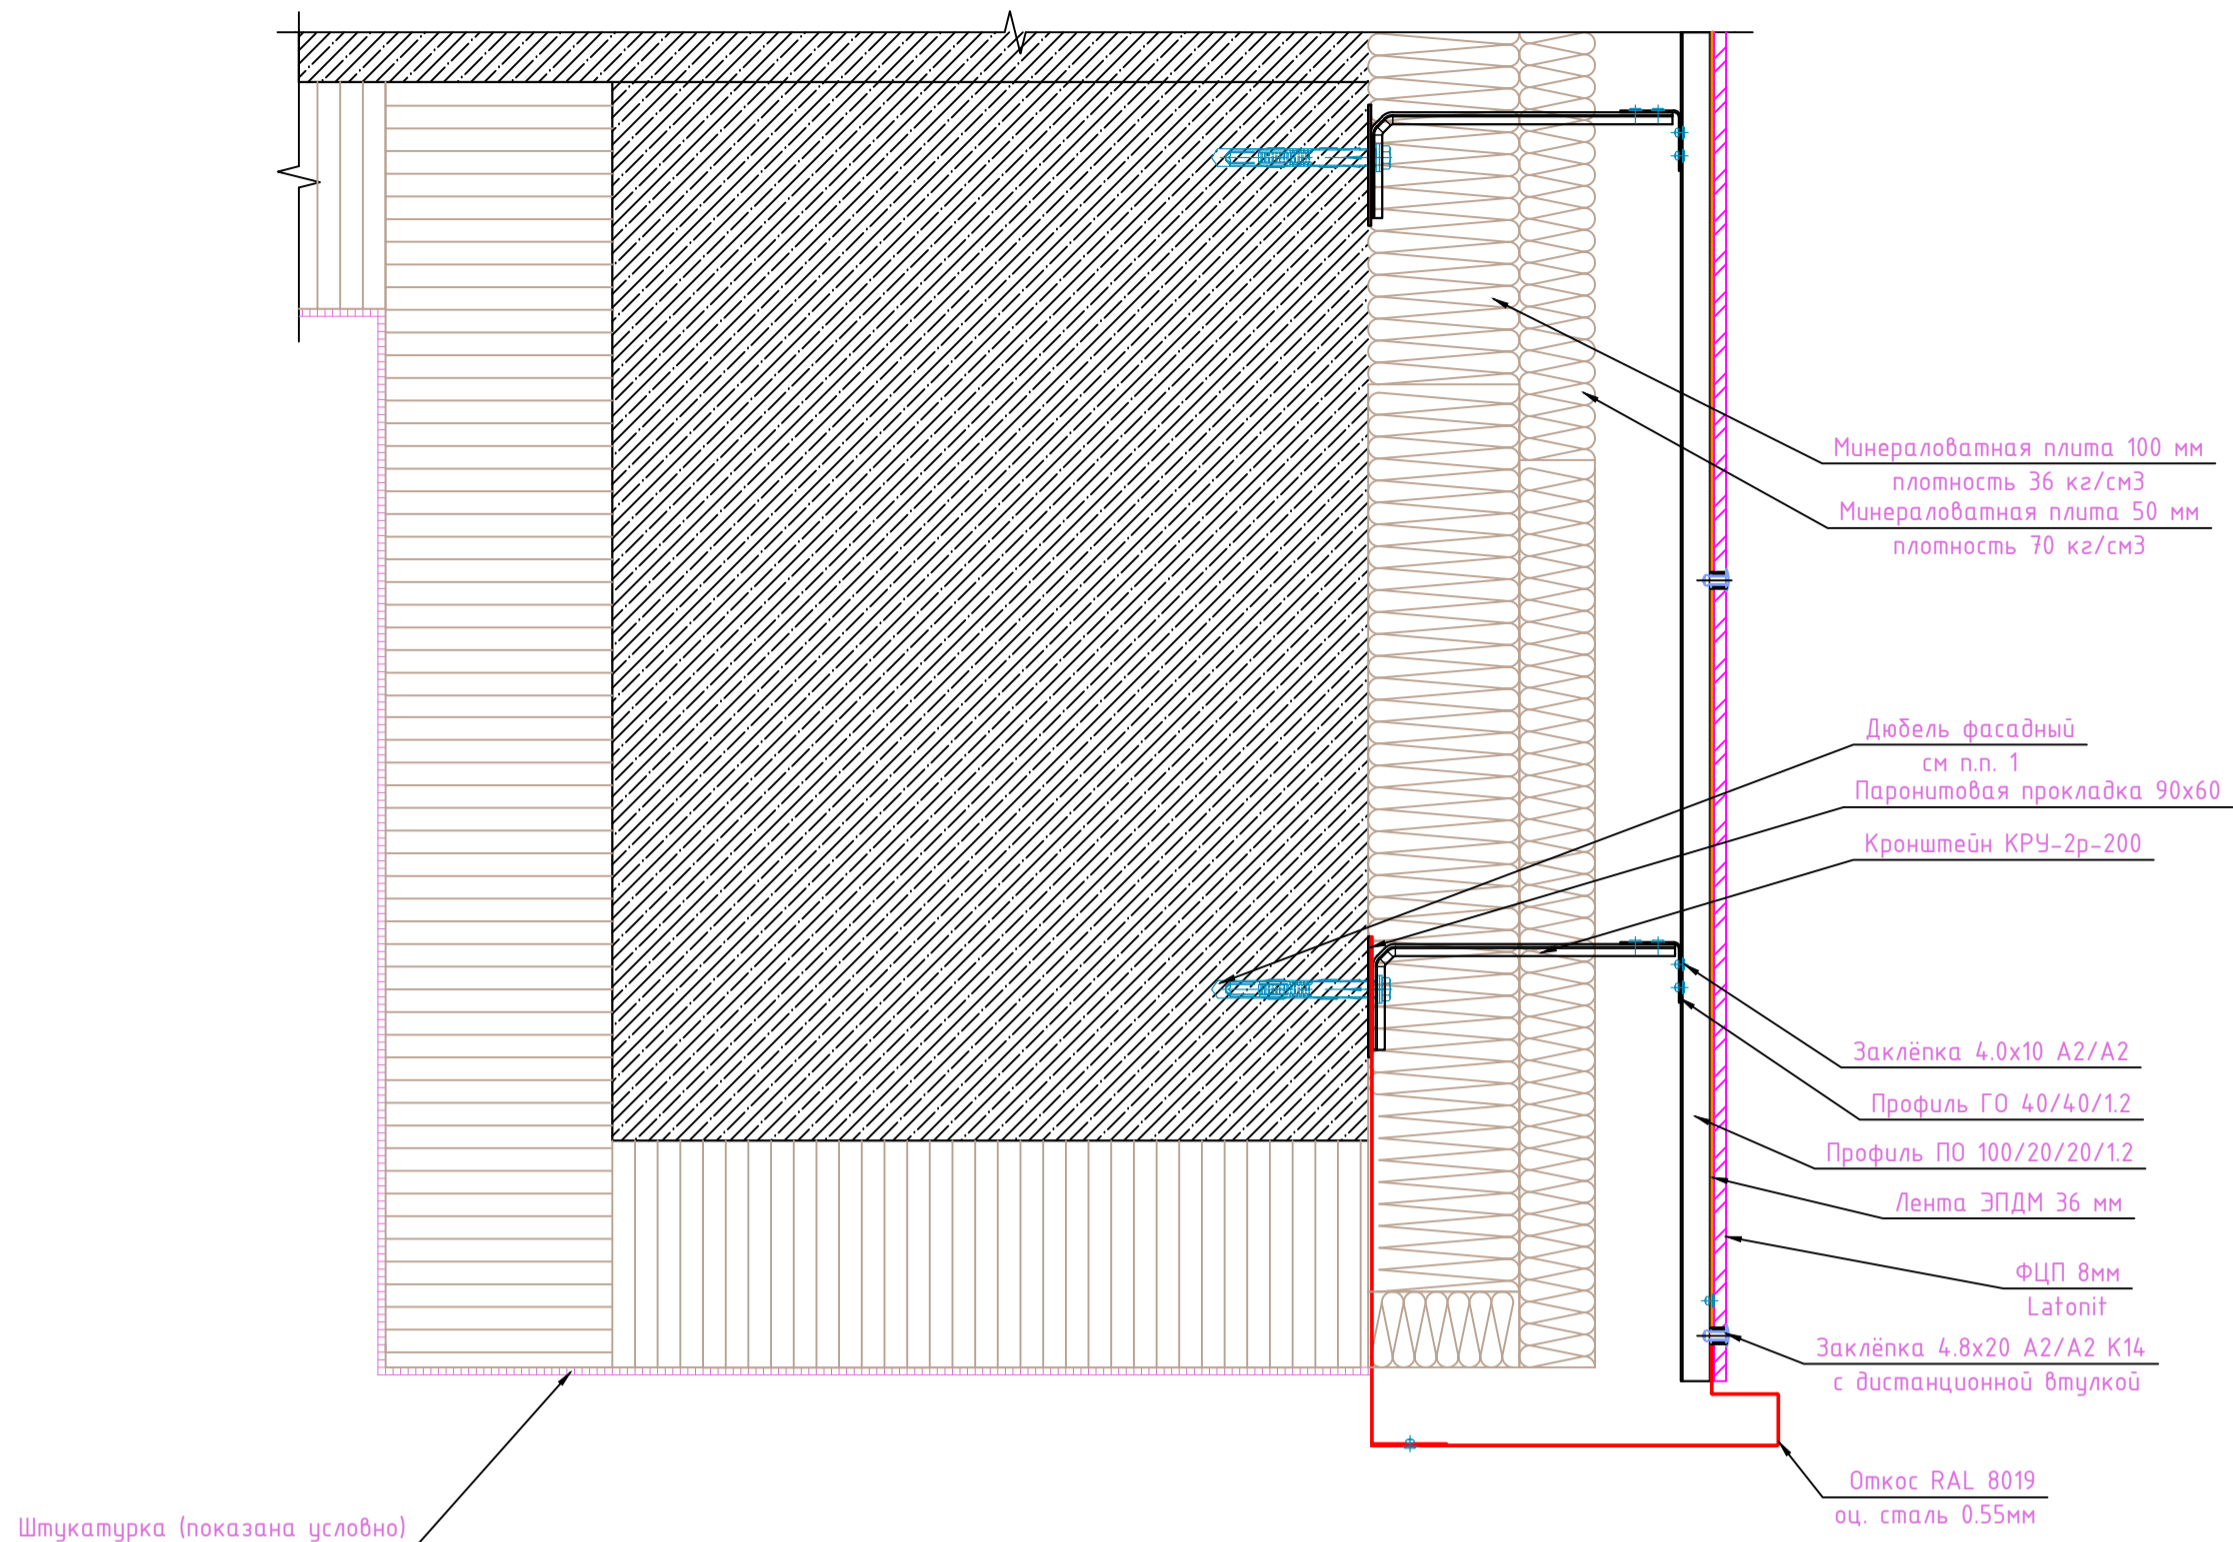 Минераловатная плита 100 мм
плотность 36 кг/см3
Минераловатная плита 50 мм
плотность 70 кг/см3
Дюбель фасадный
см п.п. 1
Паронитовая прокладка 90х60
Кронштейн КРУ-2р-200
Заклёпка 4.0х10 А2/А2
Профиль ГО 40/40/1.2
Профиль ПО 100/20/20/1.2
Лента ЭПДМ 36 мм
ФЦП 8мм
Latonit
Заклёпка 4.8х20 А2/А2 К14
с дистанционной втулкой
Откос RAL 8019
оц. сталь 0.55мм
Штукатурка (показана условно)